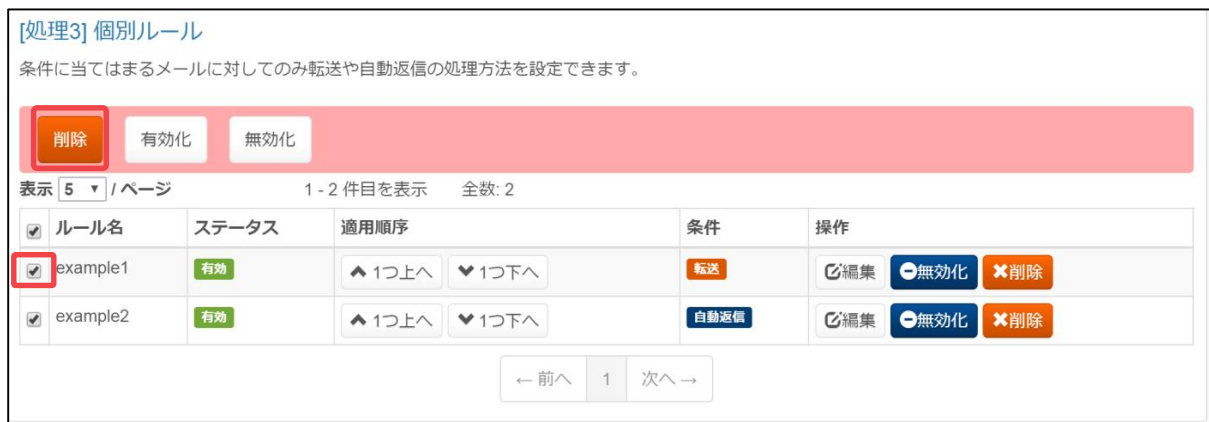 [処理3] 個別ルール
条件に当てはまるメールに対してのみ転送や自動返信の処理方法を設定できます。
削除 有効化 無効化
表示 5 / ページ 1 - 2 件目を表示 全数: 2
ルール名 ステータス 適用順序 条件 操作
example1 有効 1つ上へ 1つ下へ 転送 編集 無効化 削除
example2 有効 1つ上へ 1つ下へ 自動返信 編集 無効化 削除
← 前へ 1 次へ →